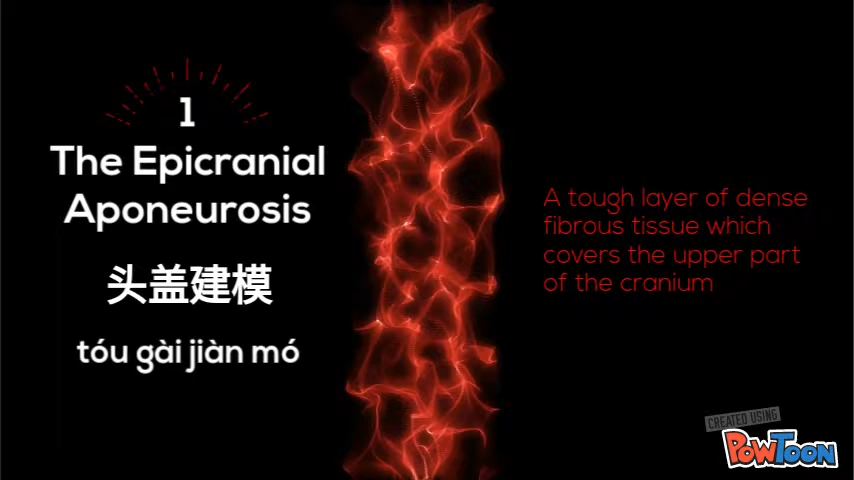 1
The Epicranial
Aponeurosis
头盖建模
tóu gài jiàn mó
A tough layer of dense
fibrous tissue which
covers the upper part
of the cranium
CREATED USING
POWTOON